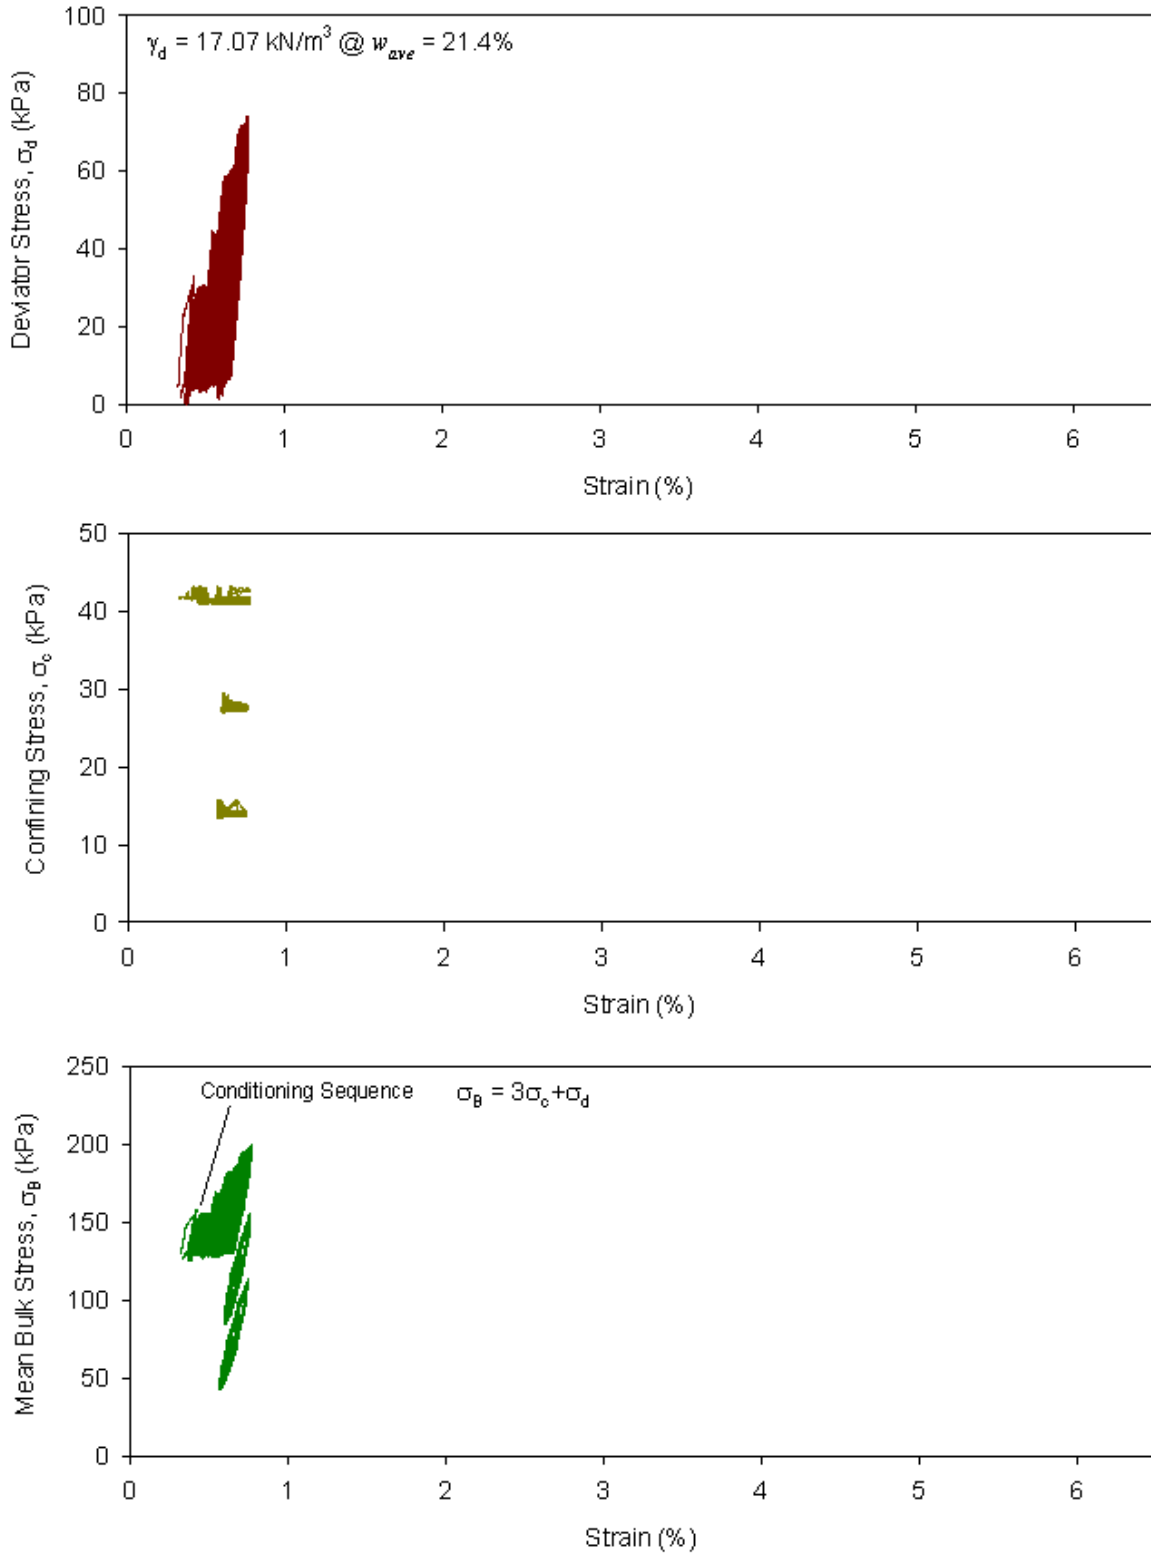 100
γd = 17.07 kN/m³ @ wave = 21.4%
80
60
40
20
0
Deviator Stress, σd (kPa)
0 1 2 3 4 5 6
Strain (%)
50
40
30
20
10
0
Confining Stress, σc (kPa)
0 1 2 3 4 5 6
Strain (%)
250
Conditioning Sequence σB = 3σc+σd
200
150
100
50
0
Mean Bulk Stress, σB (kPa)
0 1 2 3 4 5 6
Strain (%)